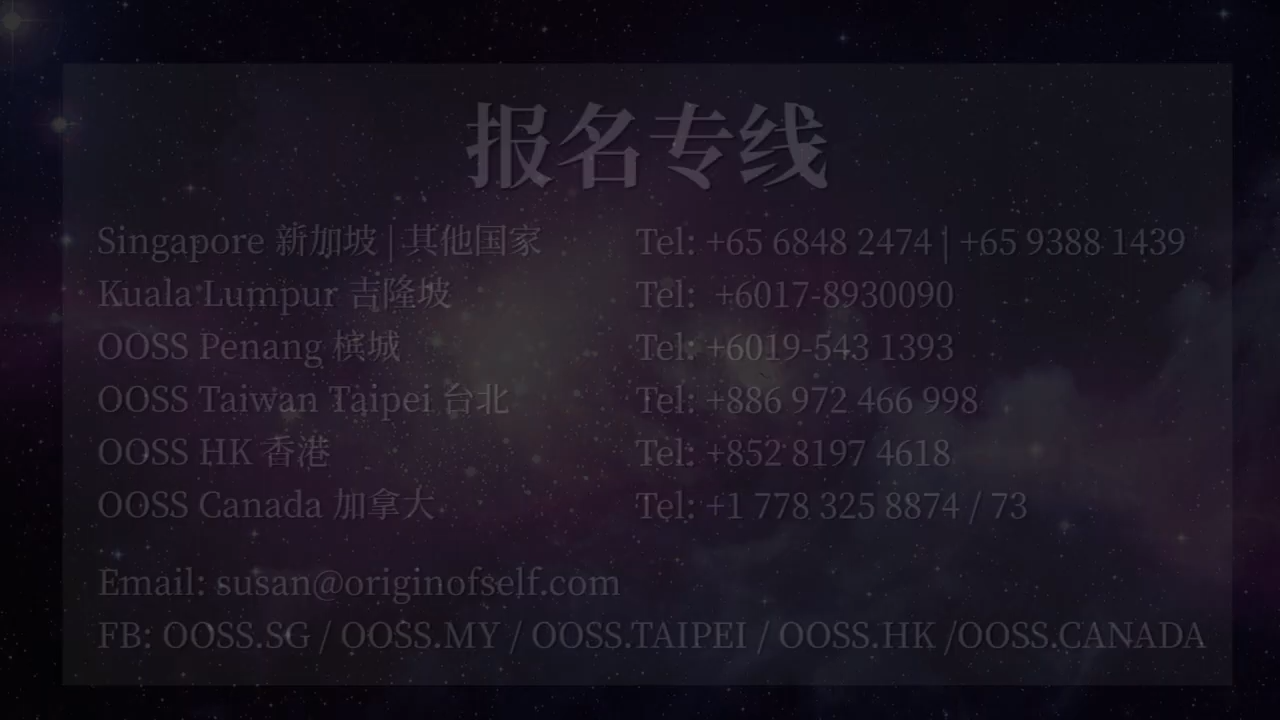 报名专线
Singapore 新加坡 | 其他国家 Tel: +65 6848 2474 | +65 9388 1439
Kuala Lumpur 吉隆坡 Tel: +6017-8930090
OOSS Penang 槟城 Tel: +6019-543 1393
OOSS Taiwan Taipei 台北 Tel: +886 972 466 998
OOSS HK 香港 Tel: +852 8197 4618
OOSS Canada 加拿大 Tel: +1 778 325 8874 / 73
Email: susan@originofself.com
FB: OOSS.SG / OOSS.MY / OOSS.TAIPEI / OOSS.HK /OOSS.CANADA